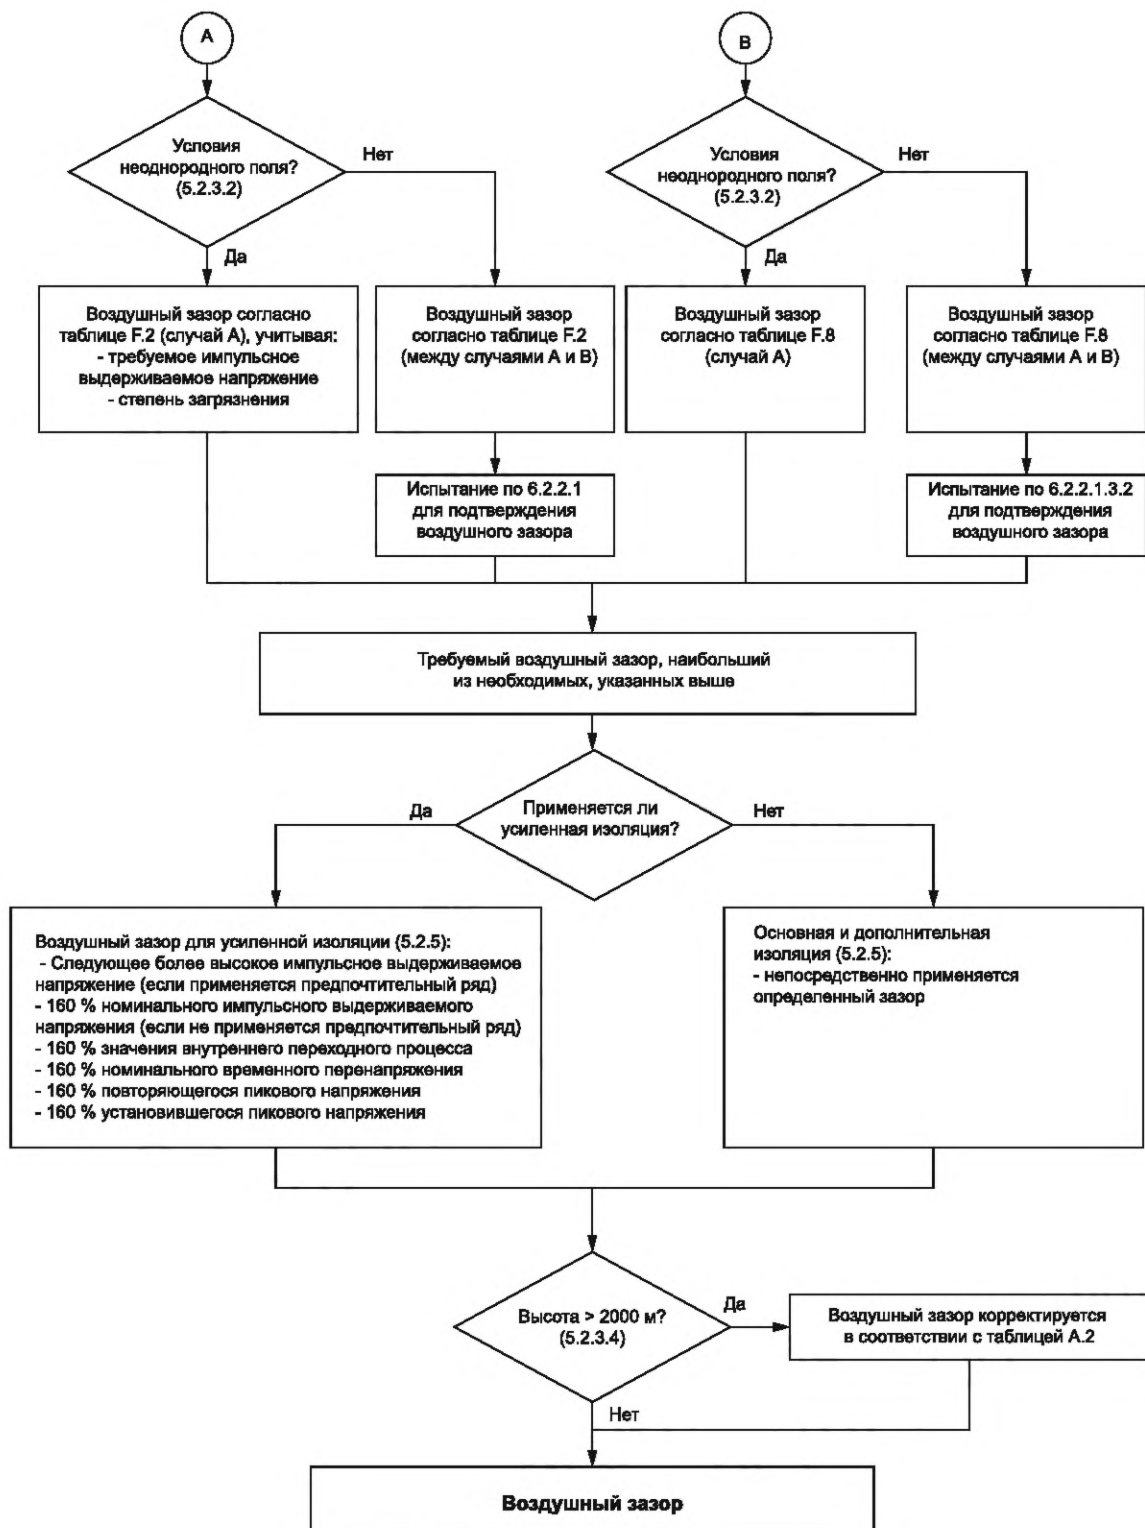 А
В
Условия
неоднородного поля?
(5.2.3.2)
Нет
Да
Условия
неоднородного поля?
(5.2.3.2)
Нет
Да
Воздушный зазор согласно
таблице F.2 (случай А), учитывая:
- требуемое импульсное
выдерживаемое напряжение
- степень загрязнения
Воздушный зазор
согласно таблице F.2
(между случаями А и В)
Воздушный зазор
согласно таблице F.8
(случай А)
Воздушный зазор
согласно таблице F.8
(между случаями А и В)
Испытание по 6.2.2.1
для подтверждения
воздушного зазора
Испытание по 6.2.2.1.3.2
для подтверждения
воздушного зазора
Требуемый воздушный зазор, наибольший
из необходимых, указанных выше
Применяется ли
усиленная изоляция?
Да
Нет
Воздушный зазор для усиленной изоляции (5.2.5):
- Следующее более высокое импульсное выдерживаемое
напряжение (если применяется предпочтительный ряд)
- 160 % номинального импульсного выдерживаемого
напряжения (если не применяется предпочтительный ряд)
- 160 % значения внутреннего переходного процесса
- 160 % номинального временного перенапряжения
- 160 % повторяющегося пикового напряжения
- 160 % установившегося пикового напряжения
Основная и дополнительная
изоляция (5.2.5):
- непосредственно применяется
определенный зазор
Высота > 2000 м?
(5.2.3.4)
Да
Нет
Воздушный зазор корректируется
в соответствии с таблицей А.2
Воздушный зазор